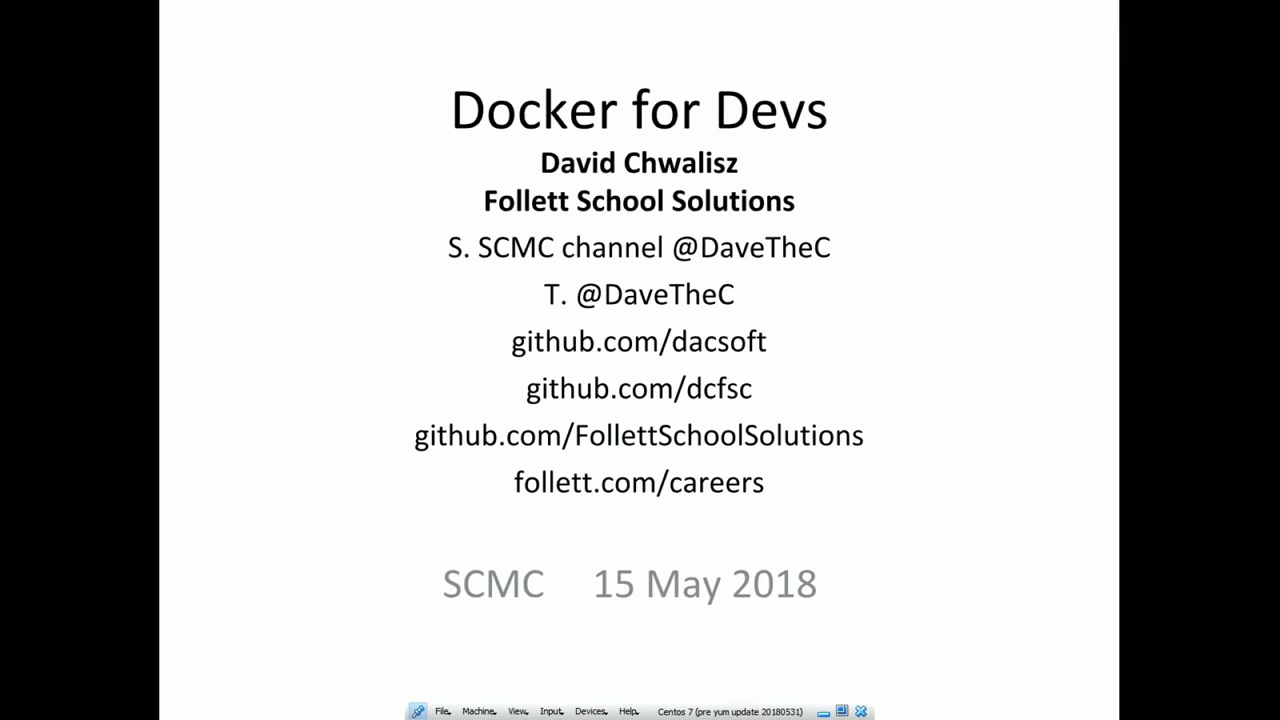 Docker for Devs
David Chwalisz
Follett School Solutions
S. SCMC channel @DaveTheC
T. @DaveTheC
github.com/dacsoft
github.com/dcfsc
github.com/FollettSchoolSolutions
follett.com/careers
SCMC 15 May 2018
File Machine View Input Devices Help Centos 7 (pre yum update 20180531)